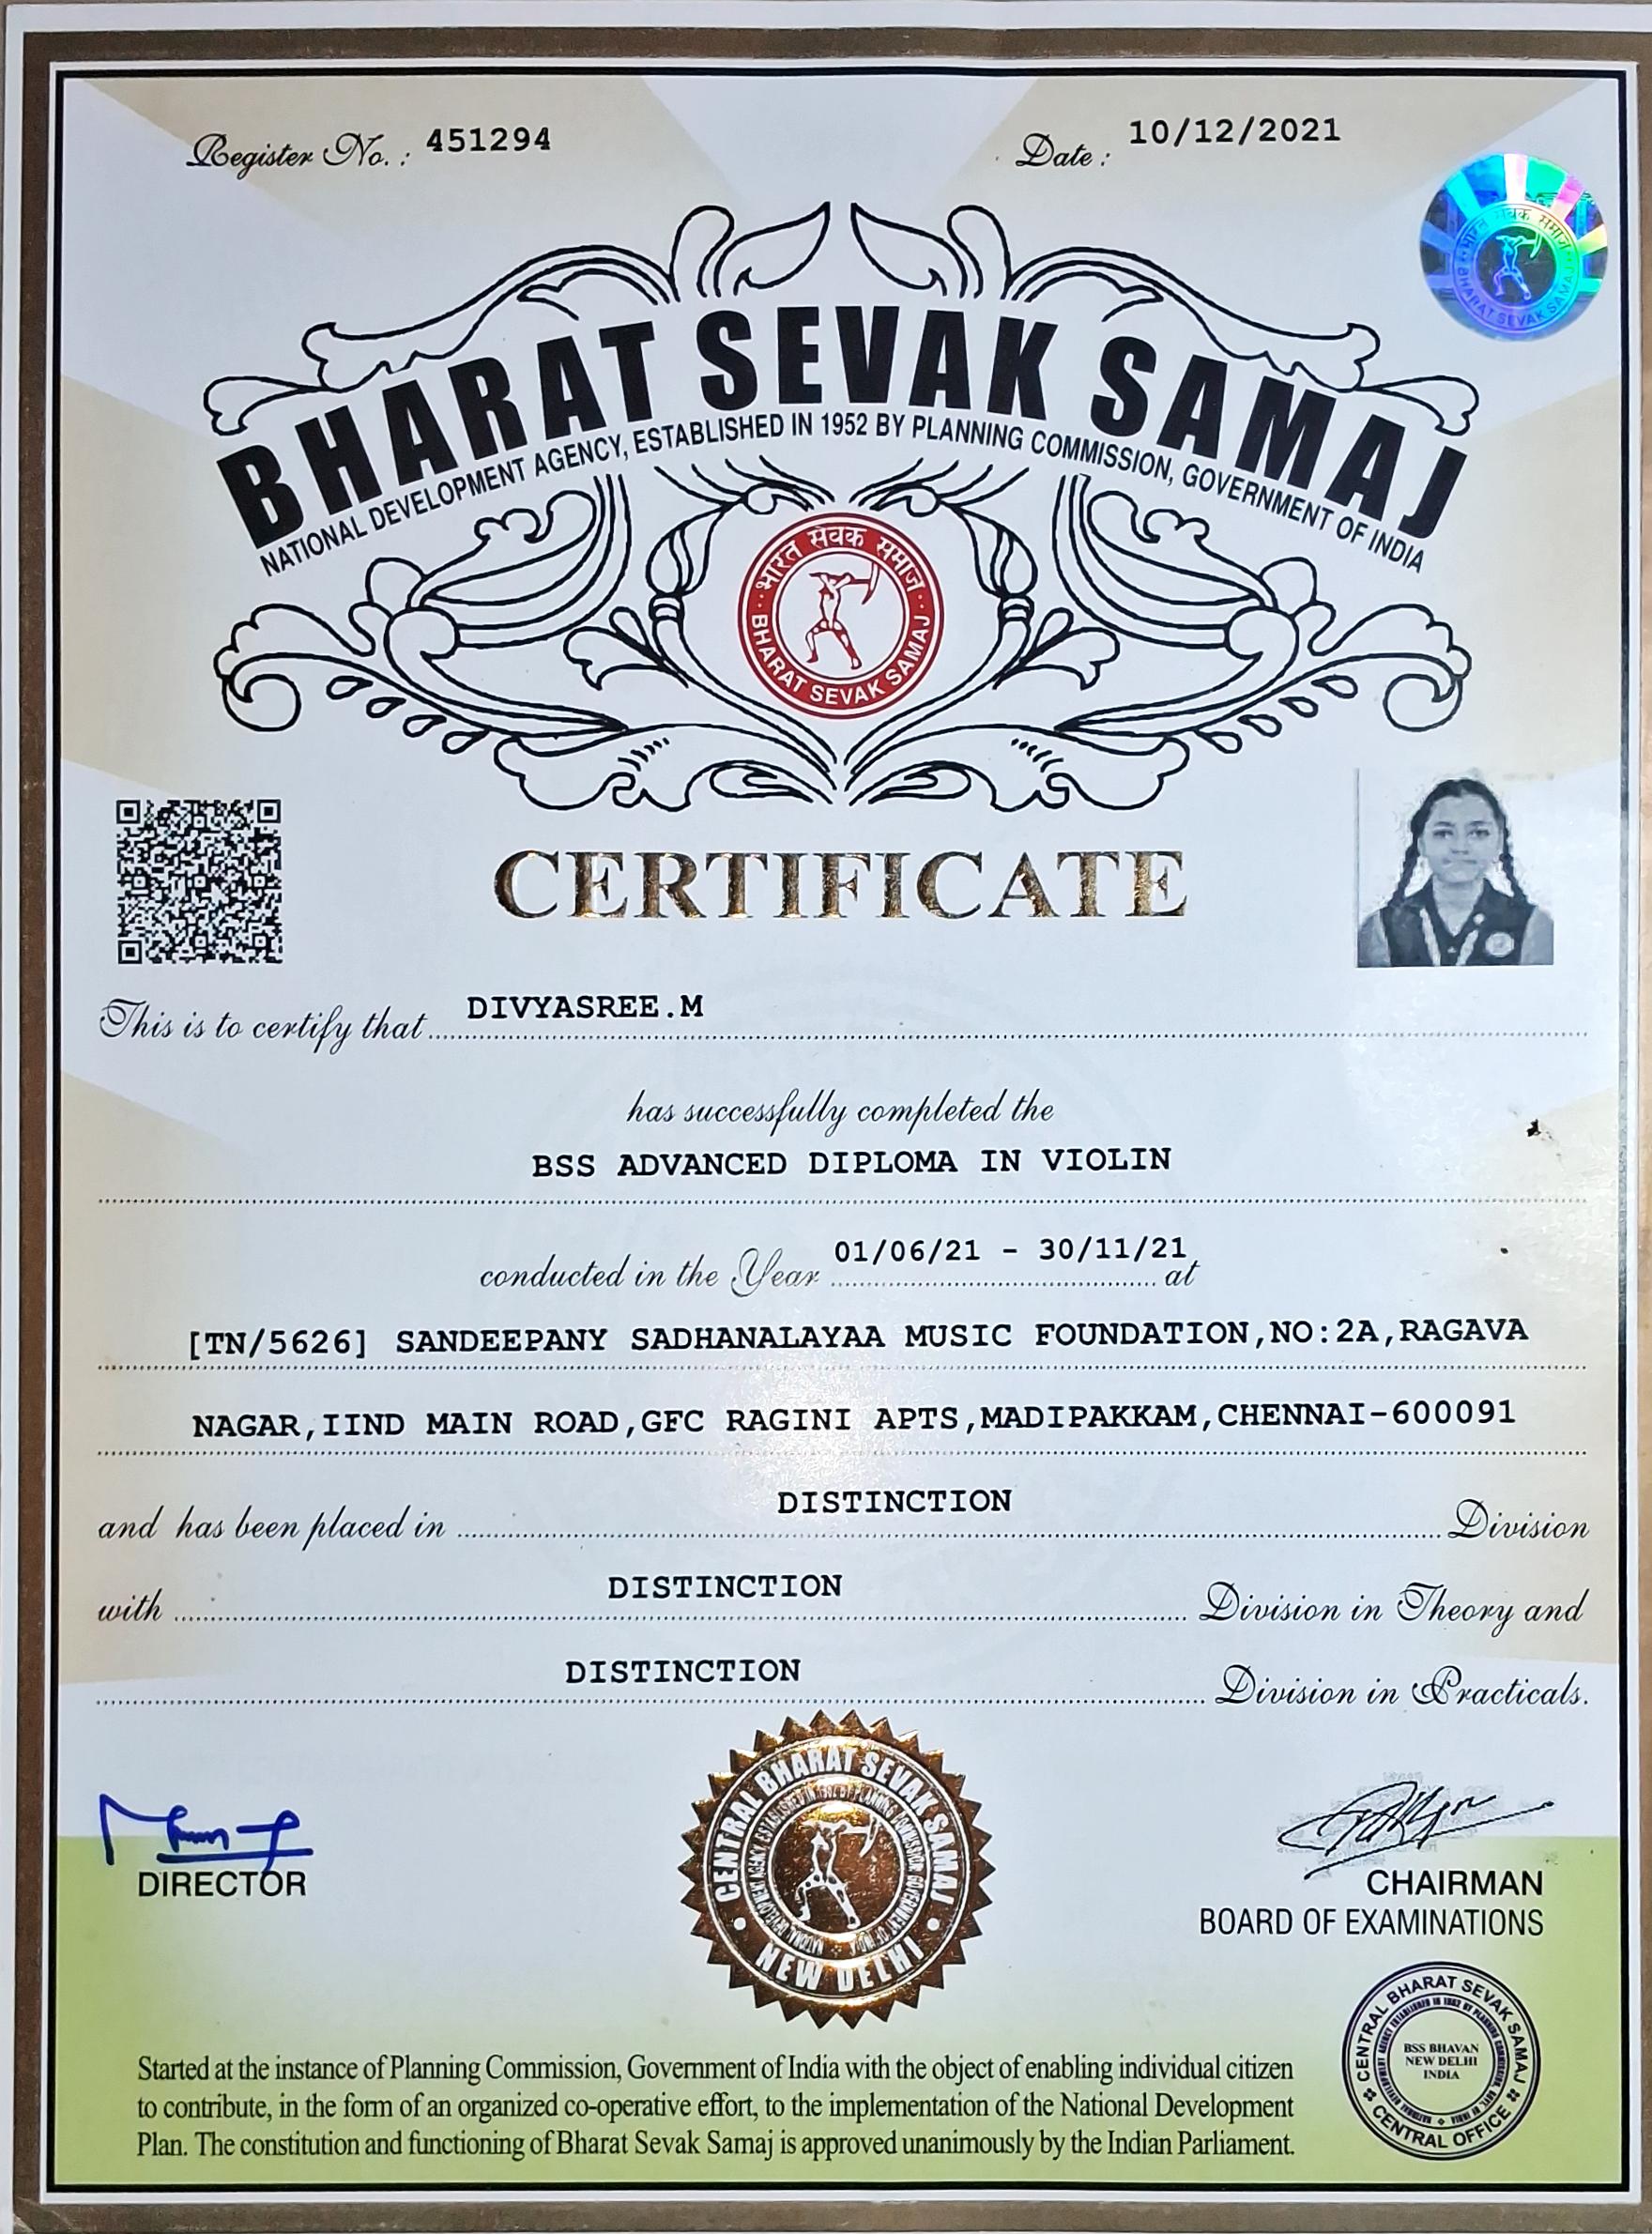 Register No. : 451294
Date : 10/12/2021
भारत सेवक समाज
BHARAT SEVAK SAMAJ
BHARAT SEVAK SAMAJ
NATIONAL DEVELOPMENT AGENCY, ESTABLISHED IN 1952 BY PLANNING COMMISSION, GOVERNMENT OF INDIA
भारत सेवक समाज
BHARAT SEVAK SAMAJ
CERTIFICATE
This is to certify that DIVYASREE.M
has successfully completed the
BSS ADVANCED DIPLOMA IN VIOLIN
conducted in the Year 01/06/21 - 30/11/21 at
[TN/5626] SANDEEPANY SADHANALAYAA MUSIC FOUNDATION,NO:2A,RAGAVA
NAGAR,IIND MAIN ROAD,GFC RAGINI APTS,MADIPAKKAM,CHENNAI-600091
and has been placed in DISTINCTION Division
with DISTINCTION Division in Theory and
DISTINCTION Division in Practicals.
CENTRAL BHARAT SEVAK SAMAJ
NEW DELHI
DIRECTOR
CHAIRMAN
BOARD OF EXAMINATIONS
CENTRAL BHARAT SEVAK SAMAJ
BSS BHAVAN
NEW DELHI
INDIA
CENTRAL OFFICE
Started at the instance of Planning Commission, Government of India with the object of enabling individual citizen
to contribute, in the form of an organized co-operative effort, to the implementation of the National Development
Plan. The constitution and functioning of Bharat Sevak Samaj is approved unanimously by the Indian Parliament.